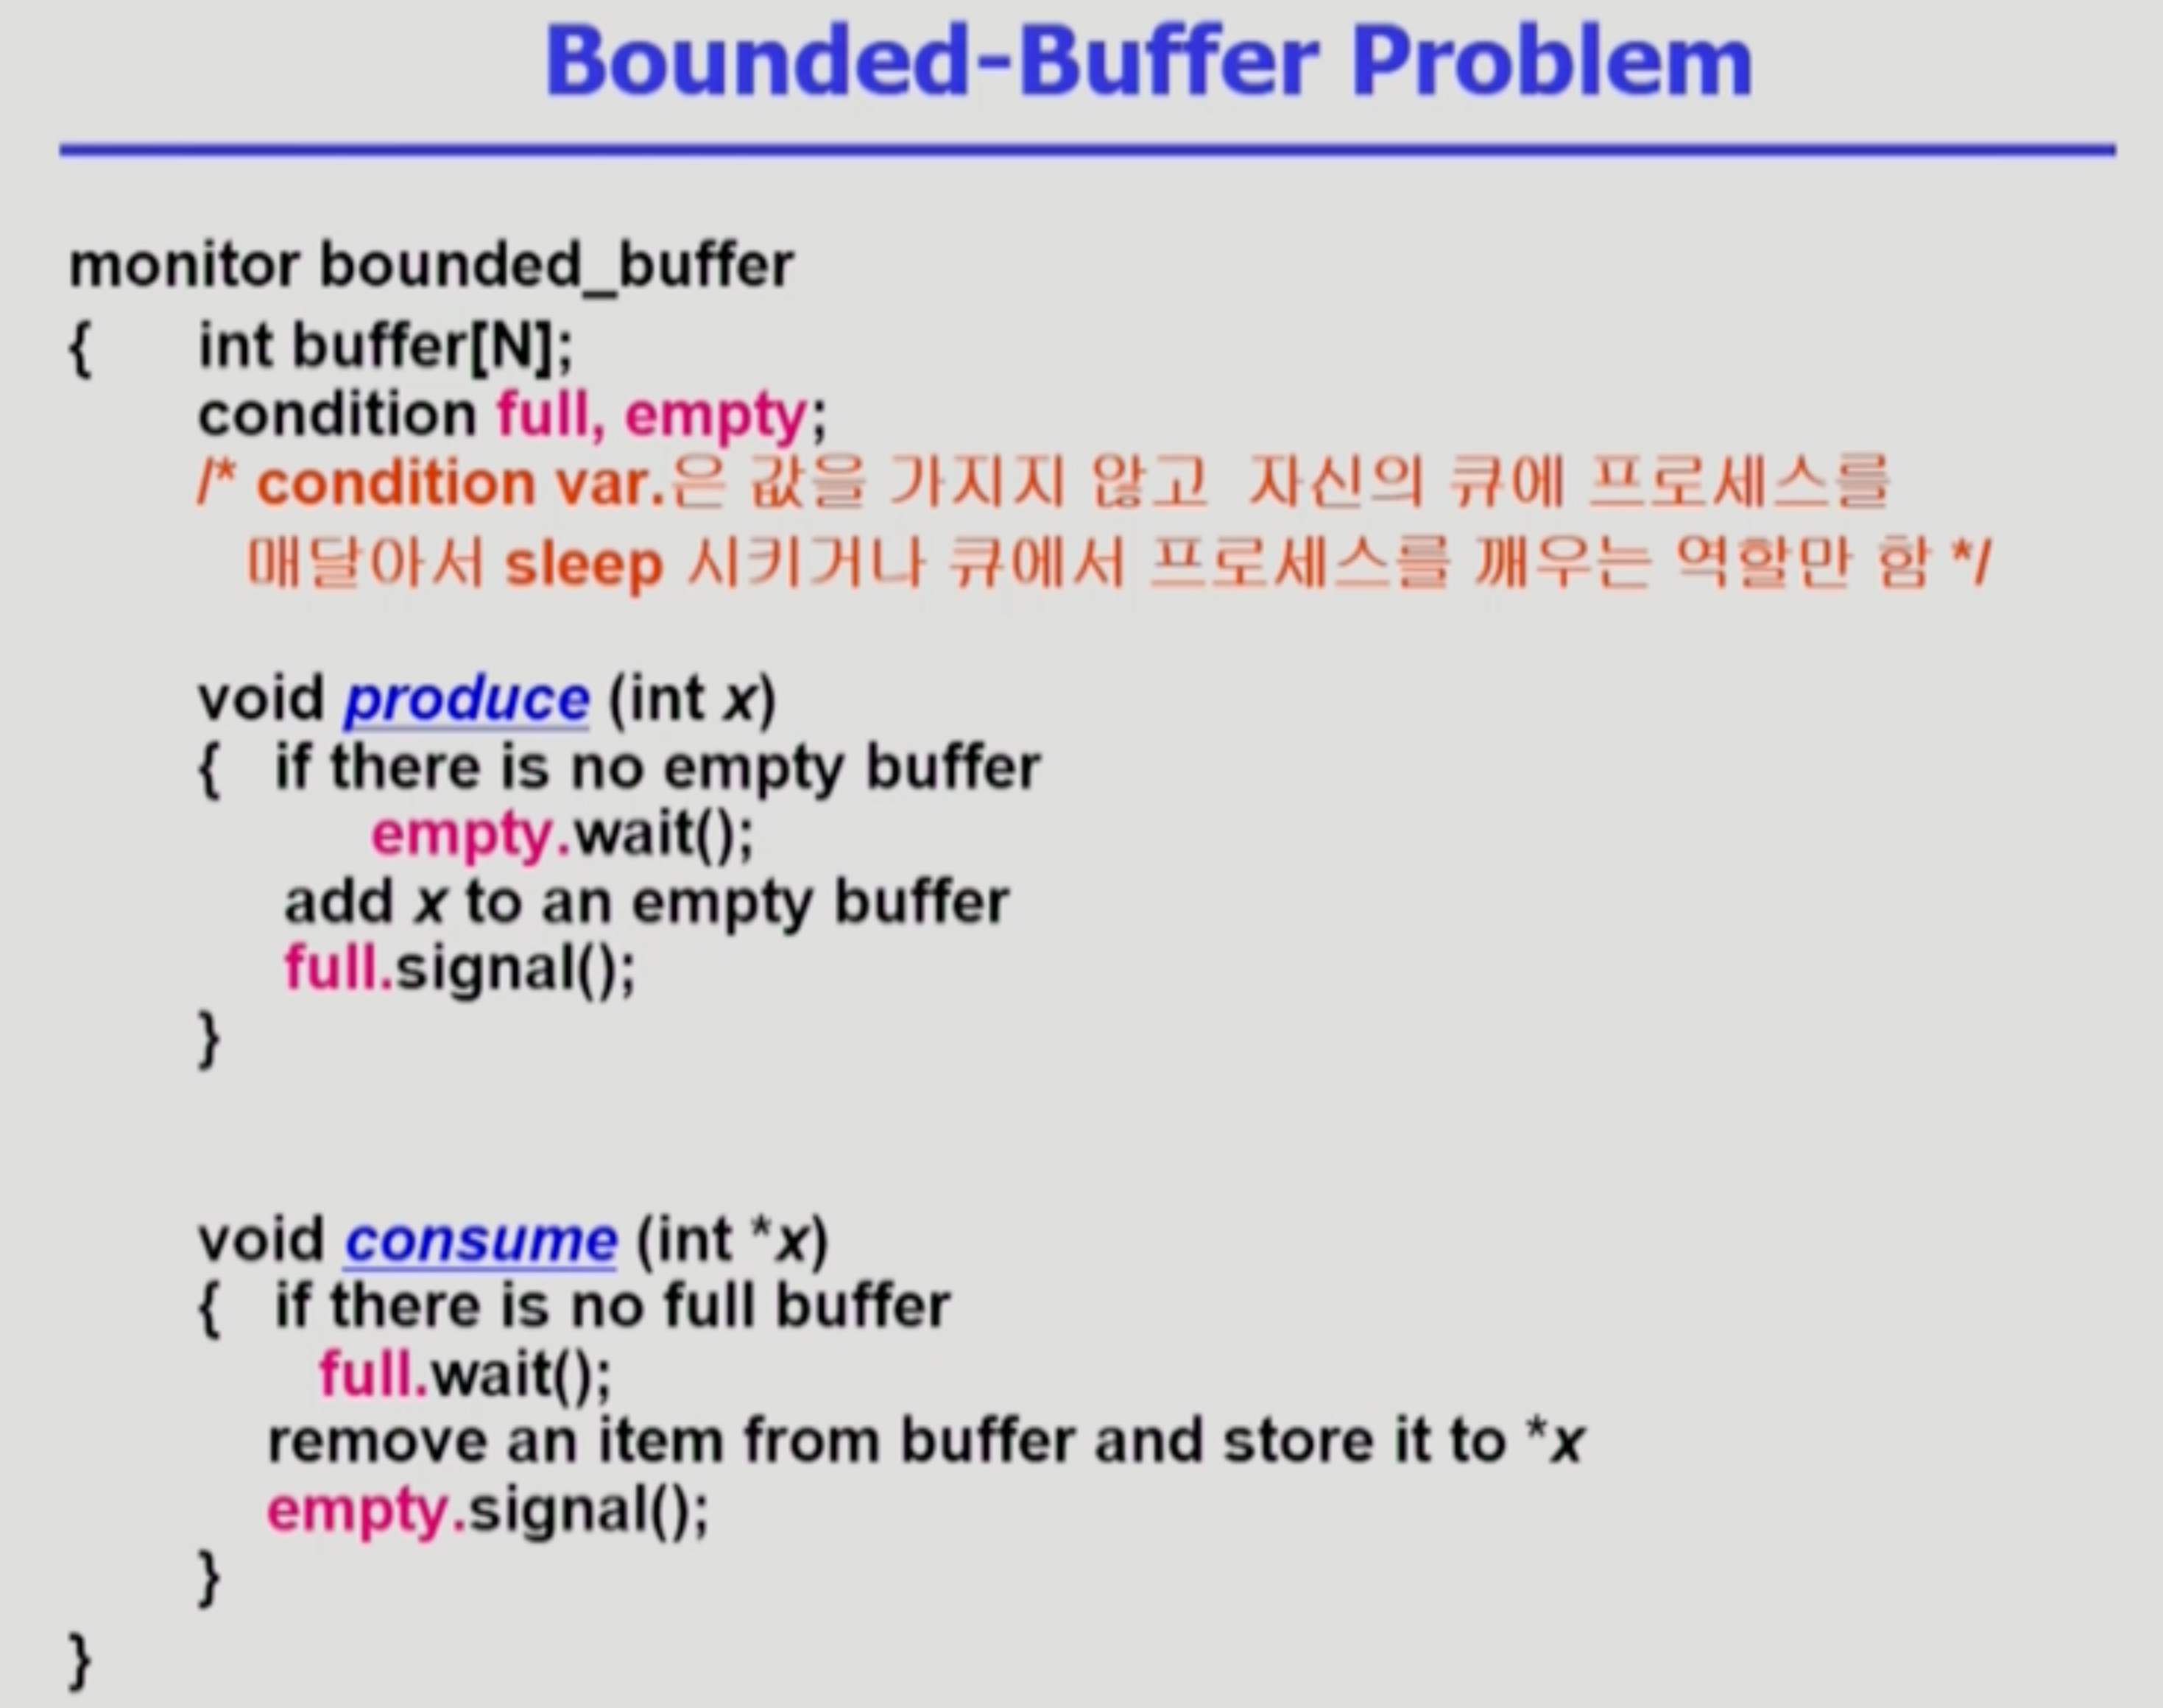 Bounded-Buffer Problem
monitor bounded_buffer
{ int buffer[N];
condition full, empty;
/* condition var.은 값을 가지지 않고 자신의 큐에 프로세스를
매달아서 sleep 시키거나 큐에서 프로세스를 깨우는 역할만 함 */
void produce (int x)
{ if there is no empty buffer
empty.wait();
add x to an empty buffer
full.signal();
}
void consume (int *x)
{ if there is no full buffer
full.wait();
remove an item from buffer and store it to *x
empty.signal();
}
}